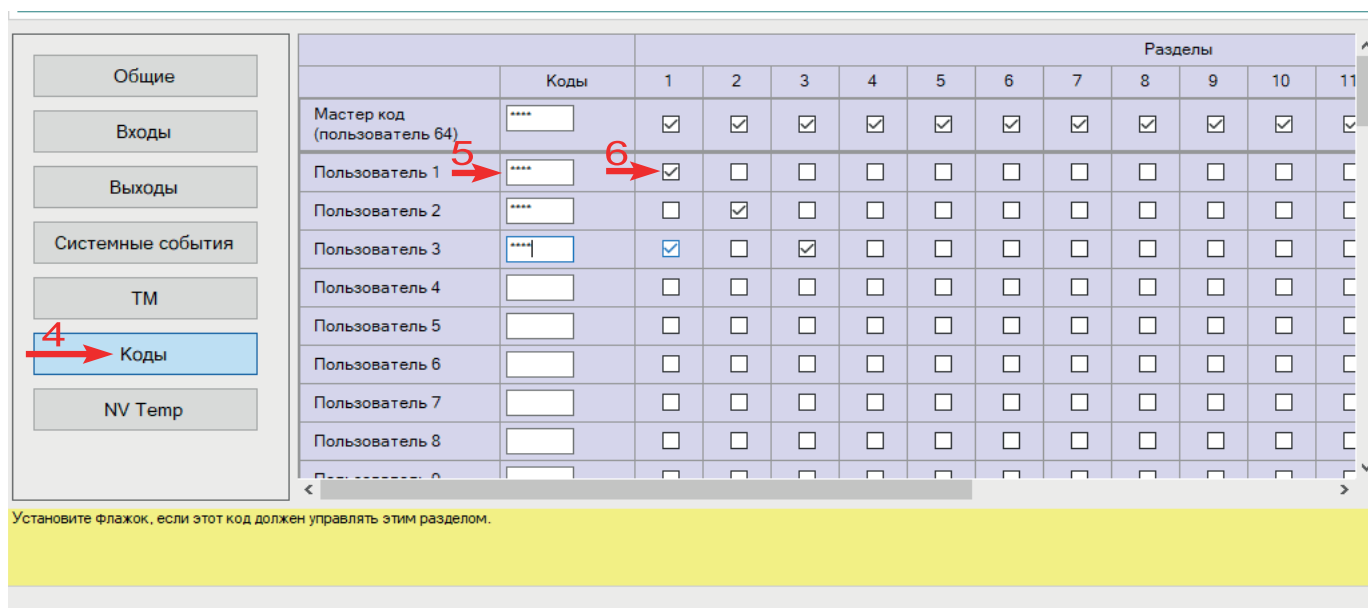 Общие
Входы
Выходы
Системные события
ТМ
4
Коды
NV Temp
Разделы
Коды 1 2 3 4 5 6 7 8 9 10 11
Мастер код
(пользователь 64) ****
5 6
Пользователь 1 ****
Пользователь 2 ****
Пользователь 3 ****
Пользователь 4
Пользователь 5
Пользователь 6
Пользователь 7
Пользователь 8
Установите флажок, если этот код должен управлять этим разделом.